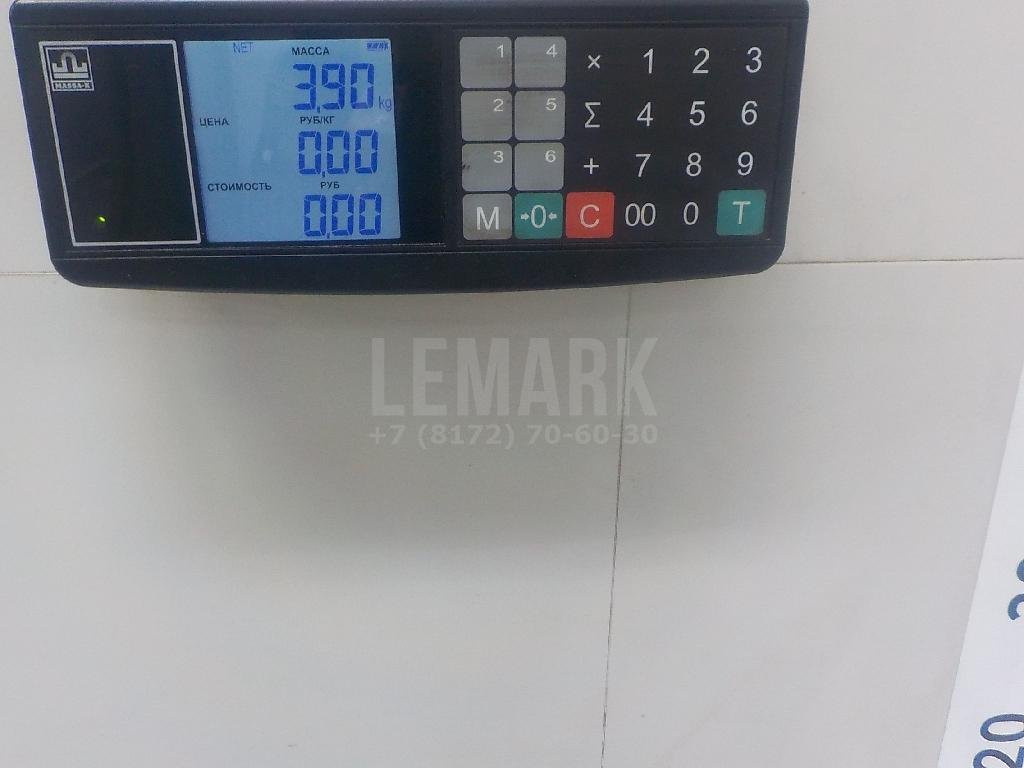 MASSA-K
NET МАССА
3,90 kg
ЦЕНА РУБ/КГ
0,00
СТОИМОСТЬ РУБ
0,00
1 4 × 1 2 3
2 5 Σ 4 5 6
3 6 + 7 8 9
M →0← C 00 0 T
LEMARK
+7 (8172) 70-60-30
20